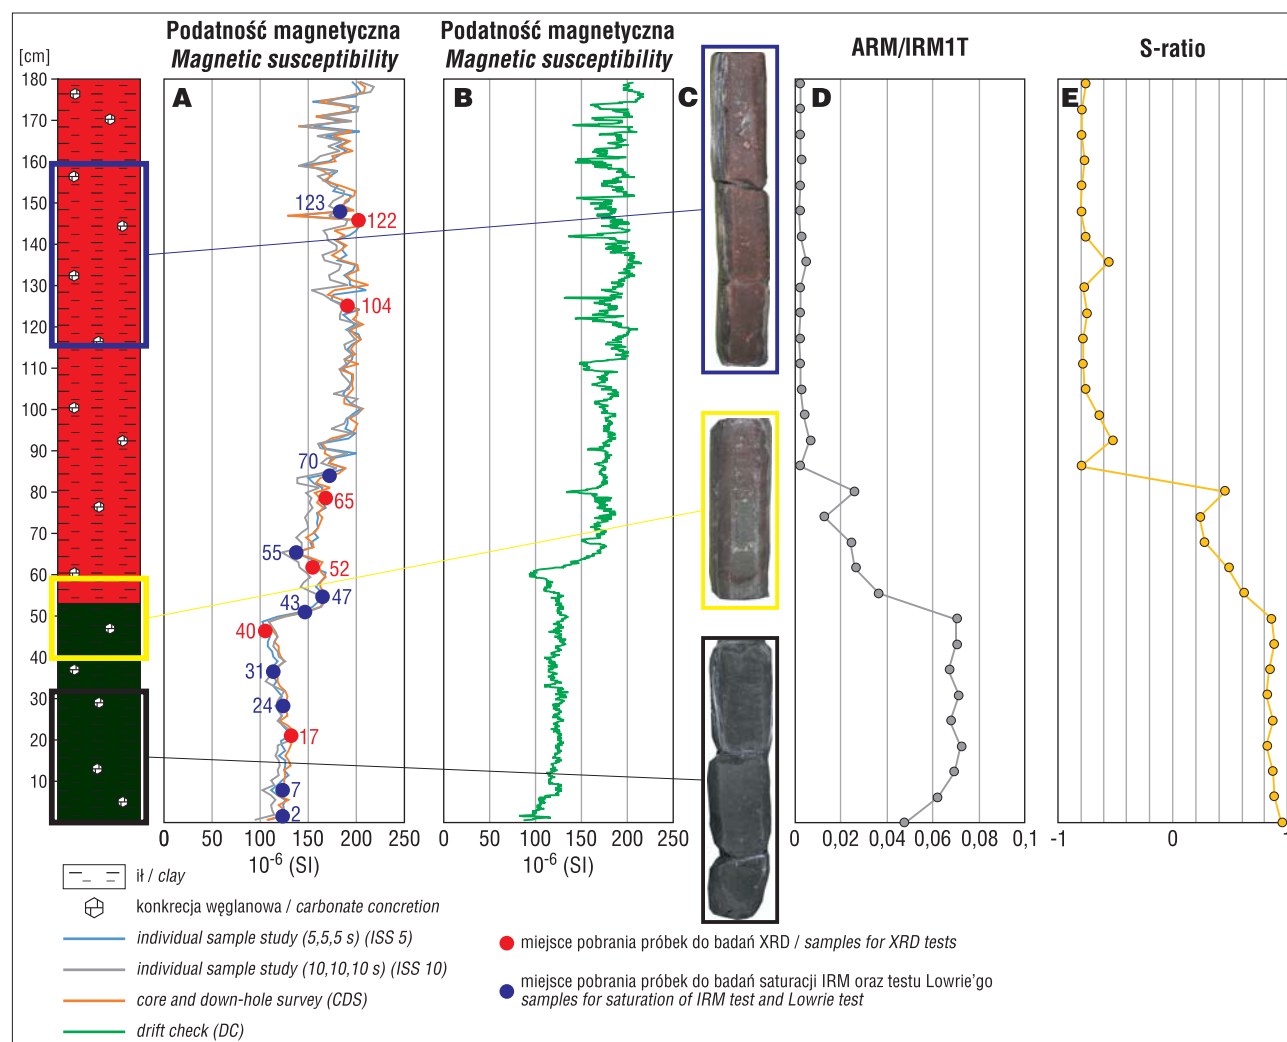 Podatność magnetyczna
Magnetic susceptibility
Podatność magnetyczna
Magnetic susceptibility
ARM/IRM1T
S-ratio
[cm]
A
B
C
D
E
180
170
160
150
140
130
120
110
100
90
80
70
60
50
40
30
20
10
123
122
104
70
65
55
52
47
43
40
31
24
17
7
2
0 50 100 150 200 250
10⁻⁶ (SI)
0 50 100 150 200 250
10⁻⁶ (SI)
0 0,02 0,04 0,06 0,08 0,1
-1 0 1
ił / clay
konkrecja węglanowa / carbonate concretion
individual sample study (5,5,5 s) (ISS 5)
individual sample study (10,10,10 s) (ISS 10)
core and down-hole survey (CDS)
drift check (DC)
miejsce pobrania próbek do badań XRD / samples for XRD tests
miejsce pobrania próbek do badań saturacji IRM oraz testu Lowrie'go
samples for saturation of IRM test and Lowrie test